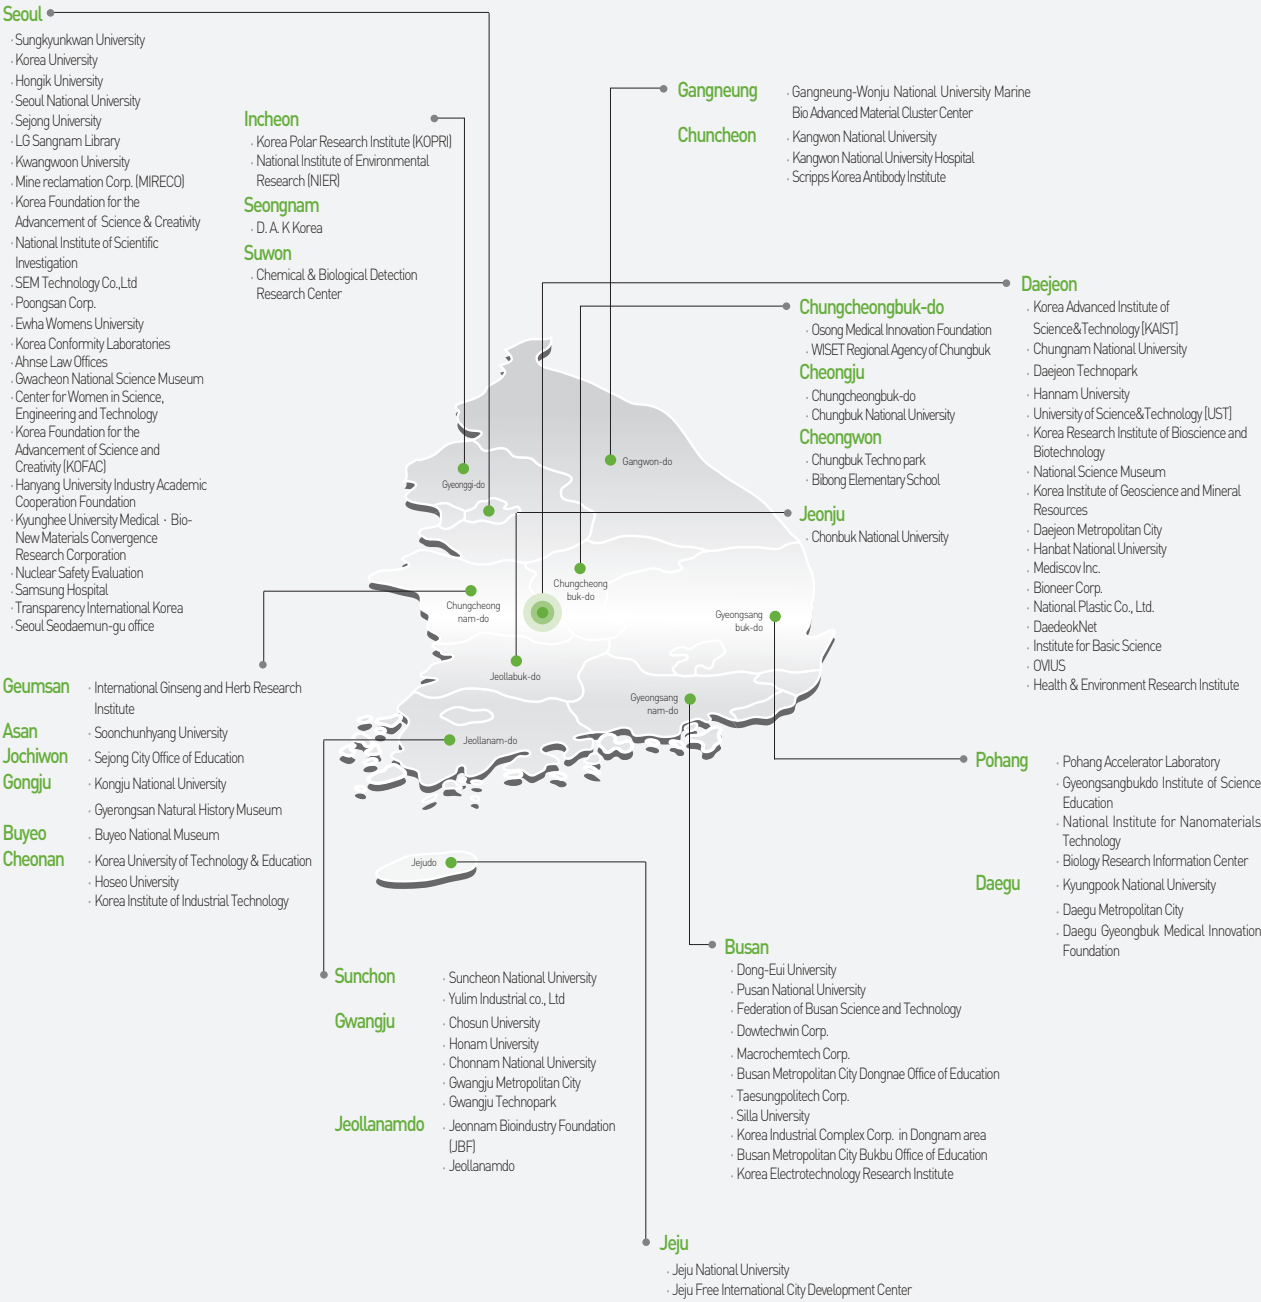 Seoul
· Sungkyunkwan University
· Korea University
· Hongik University
· Seoul National University
· Sejong University
· LG Sangnam Library
· Kwangwoon University
· Mine reclamation Corp. (MIRECO)
· Korea Foundation for the
Advancement of Science & Creativity
· National Institute of Scientific
Investigation
· SEM Technology Co.,Ltd
· Poongsan Corp.
· Ewha Womens University
· Korea Conformity Laboratories
· Ahnse Law Offices
· Gwacheon National Science Museum
· Center for Women in Science,
Engineering and Technology
· Korea Foundation for the
Advancement of Science and
Creativity (KOFAC)
· Hanyang University Industry Academic
Cooperation Foundation
· Kyunghee University Medical · Bio-
New Materials Convergence
Research Corporation
· Nuclear Safety Evaluation
· Samsung Hospital
· Transparency International Korea
· Seoul Seodaemun-gu office
Incheon
· Korea Polar Research Institute (KOPRI)
· National Institute of Environmental
Research (NIER)
Seongnam
· D. A. K Korea
Suwon
· Chemical & Biological Detection
Research Center
Gangneung
· Gangneung-Wonju National University Marine
Bio Advanced Material Cluster Center
Chuncheon
· Kangwon National University
· Kangwon National University Hospital
· Scripps Korea Antibody Institute
Chungcheongbuk-do
· Osong Medical Innovation Foundation
· WISET Regional Agency of Chungbuk
Cheongju
· Chungcheongbuk-do
· Chungbuk National University
Cheongwon
· Chungbuk Techno park
· Bibong Elementary School
Jeonju
· Chonbuk National University
Daejeon
· Korea Advanced Institute of
Science&Technology [KAIST]
· Chungnam National University
· Daejeon Technopark
· Hannam University
· University of Science&Technology [UST]
· Korea Research Institute of Bioscience and
Biotechnology
· National Science Museum
· Korea Institute of Geoscience and Mineral
Resources
· Daejeon Metropolitan City
· Hanbat National University
· Mediscov Inc.
· Bioneer Corp.
· National Plastic Co., Ltd.
· DaedeokNet
· Institute for Basic Science
· OVIUS
· Health & Environment Research Institute
Gangwon-do
Gyeonggi-do
Chungcheong
buk-do
Chungcheong
nam-do
Gyeongsang
buk-do
Jeollabuk-do
Gyeongsang
nam-do
Jeollanam-do
Jejudo
Geumsan
· International Ginseng and Herb Research
Institute
Asan
· Soonchunhyang University
Jochiwon
· Sejong City Office of Education
Gongju
· Kongju National University
· Gyerongsan Natural History Museum
Buyeo
· Buyeo National Museum
Cheonan
· Korea University of Technology & Education
· Hoseo University
· Korea Institute of Industrial Technology
Pohang
· Pohang Accelerator Laboratory
· Gyeongsangbukdo Institute of Science
Education
· National Institute for Nanomaterials
Technology
· Biology Research Information Center
Daegu
· Kyungpook National University
· Daegu Metropolitan City
· Daegu Gyeongbuk Medical Innovation
Foundation
Sunchon
· Suncheon National University
· Yulim Industrial co., Ltd
Gwangju
· Chosun University
· Honam University
· Chonnam National University
· Gwangju Metropolitan City
· Gwangju Technopark
Jeollanamdo
· Jeonnam Bioindustry Foundation
(JBF)
· Jeollanamdo
Busan
· Dong-Eui University
· Pusan National University
· Federation of Busan Science and Technology
· Dowtechwin Corp.
· Macrochemtech Corp.
· Busan Metropolitan City Dongnae Office of Education
· Taesungpolitech Corp.
· Silla University
· Korea Industrial Complex Corp. in Dongnam area
· Busan Metropolitan City Bukbu Office of Education
· Korea Electrotechnology Research Institute
Jeju
· Jeju National University
· Jeju Free International City Development Center